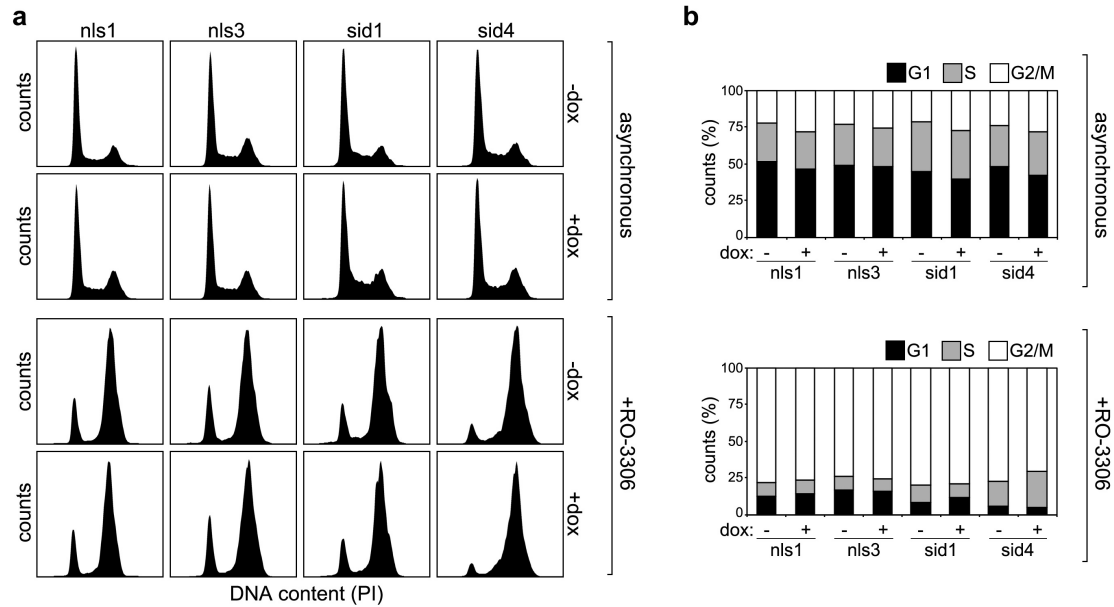 a
nls1 nls3 sid1 sid4
counts
-dox
counts
+dox
asynchronous
counts
-dox
counts
+dox
+RO-3306
DNA content (PI)
b
G1 S G2/M
100
75
50
25
0
counts (%)
dox: - + - + - + - +
nls1 nls3 sid1 sid4
asynchronous
G1 S G2/M
100
75
50
25
0
counts (%)
dox: - + - + - + - +
nls1 nls3 sid1 sid4
+RO-3306